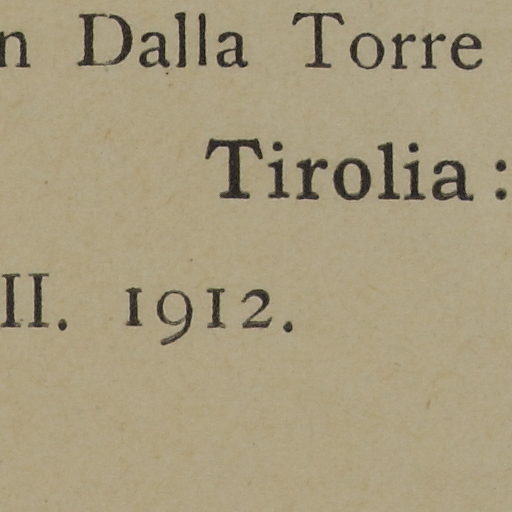 n Dalla Torre
Tirolia:
II. 1912.